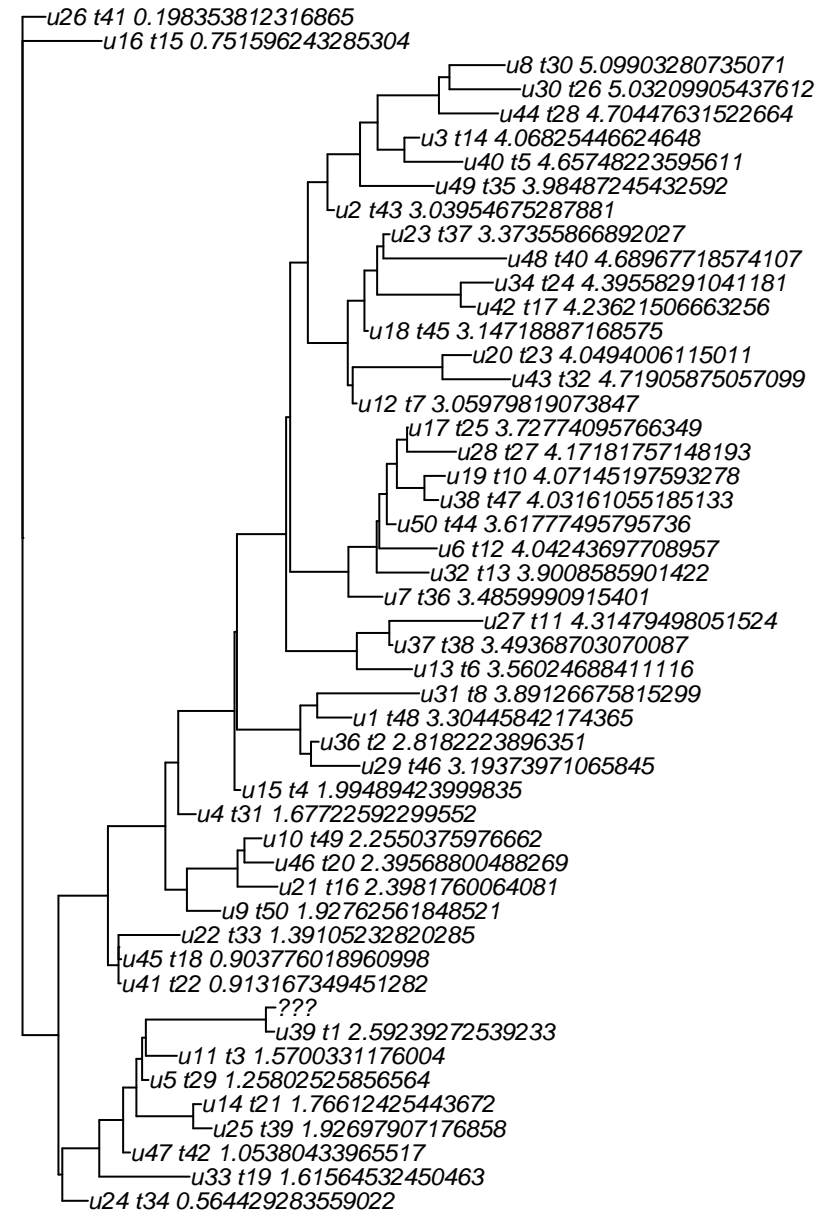 u26 t41 0.198353812316865
u16 t15 0.751596243285304
u8 t30 5.09903280735071
u30 t26 5.03209905437612
u44 t28 4.70447631522664
u3 t14 4.06825446624648
u40 t5 4.65748223595611
u49 t35 3.98487245432592
u2 t43 3.03954675287881
u23 t37 3.37355866892027
u48 t40 4.68967718574107
u34 t24 4.39558291041181
u42 t17 4.23621506663256
u18 t45 3.14718887168575
u20 t23 4.0494006115011
u43 t32 4.71905875057099
u12 t7 3.05979819073847
u17 t25 3.72774095766349
u28 t27 4.17181757148193
u19 t10 4.07145197593278
u38 t47 4.03161055185133
u50 t44 3.61777495795736
u6 t12 4.04243697708957
u32 t13 3.9008585901422
u7 t36 3.4859990915401
u27 t11 4.31479498051524
u37 t38 3.49368703070087
u13 t6 3.56024688411116
u31 t8 3.89126675815299
u1 t48 3.30445842174365
u36 t2 2.8182223896351
u29 t46 3.19373971065845
u15 t4 1.99489423999835
u4 t31 1.67722592299552
u10 t49 2.2550375976662
u46 t20 2.39568800488269
u21 t16 2.3981760064081
u9 t50 1.92762561848521
u22 t33 1.39105232820285
u45 t18 0.903776018960998
u41 t22 0.913167349451282
???
u39 t1 2.59239272539233
u11 t3 1.5700331176004
u5 t29 1.25802525856564
u14 t21 1.76612425443672
u25 t39 1.92697907176858
u47 t42 1.05380433965517
u33 t19 1.61564532450463
u24 t34 0.564429283559022